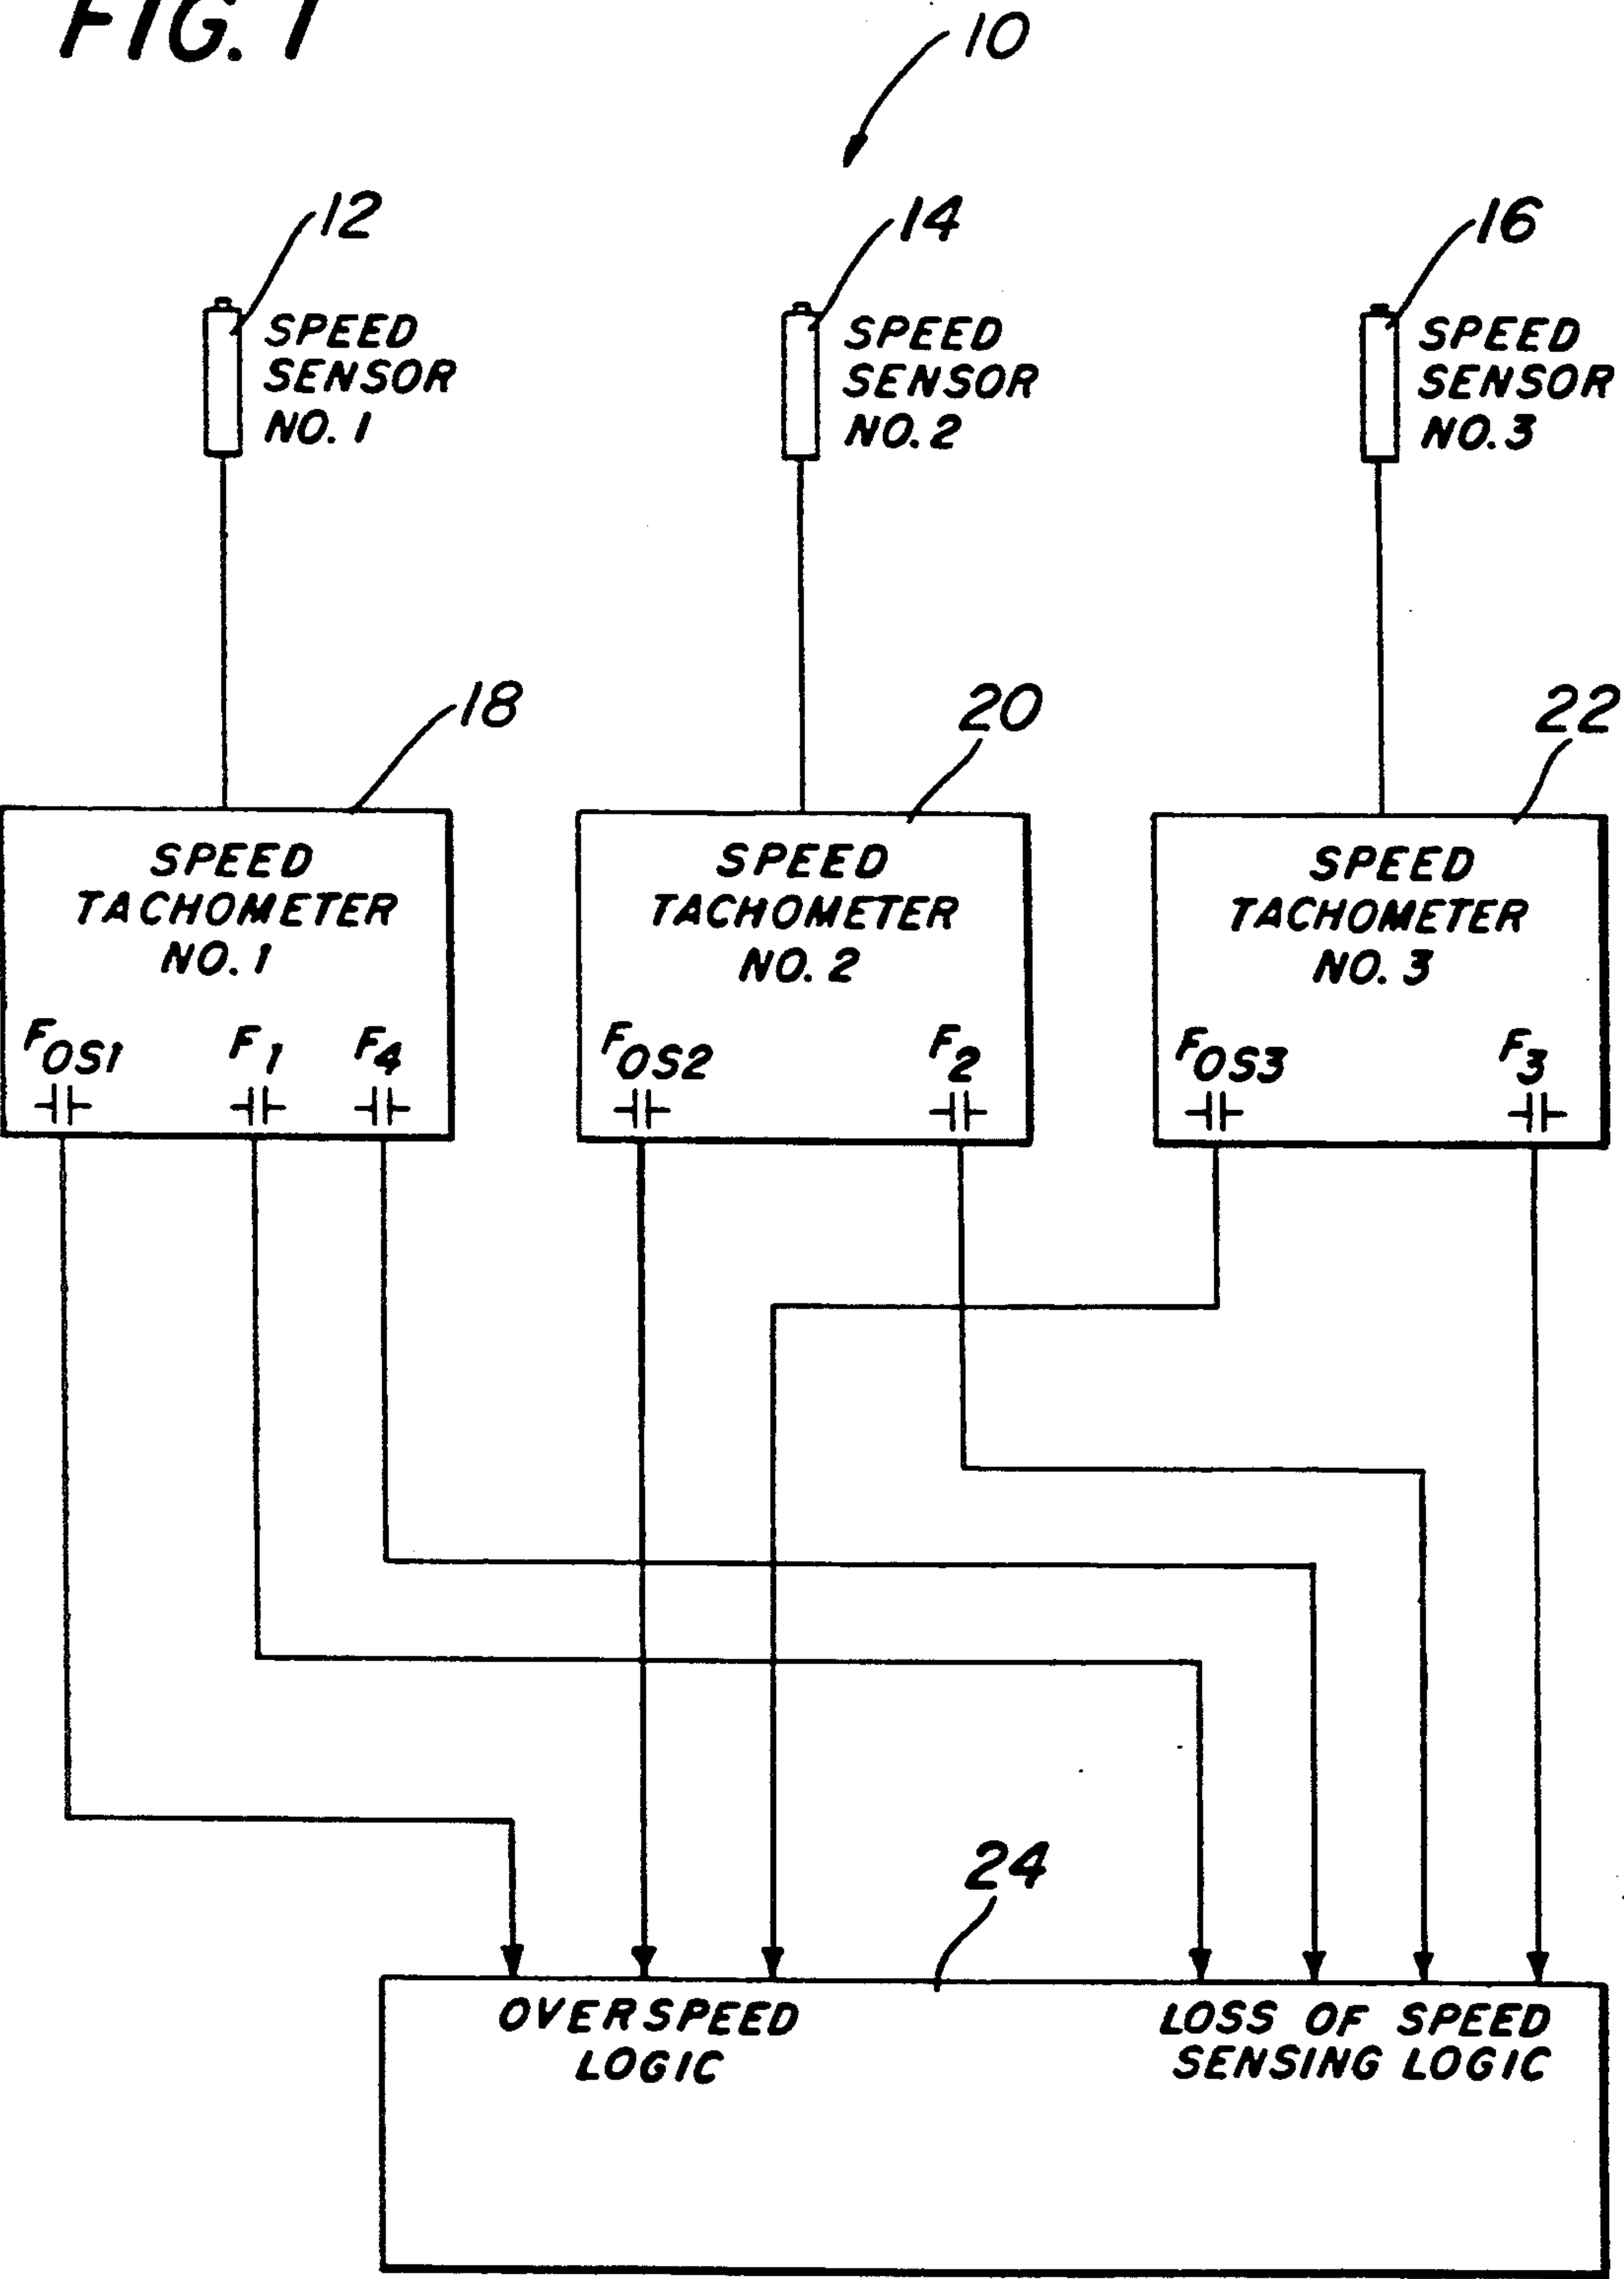 FIG. 1
10
12
14
16
SPEED
SENSOR
NO. 1
SPEED
SENSOR
NO. 2
SPEED
SENSOR
NO. 3
18
20
22
SPEED
TACHOMETER
NO. 1
FOS1 F1 F4
SPEED
TACHOMETER
NO. 2
FOS2 F2
SPEED
TACHOMETER
NO. 3
FOS3 F3
24
OVERSPEED
LOGIC
LOSS OF SPEED
SENSING LOGIC